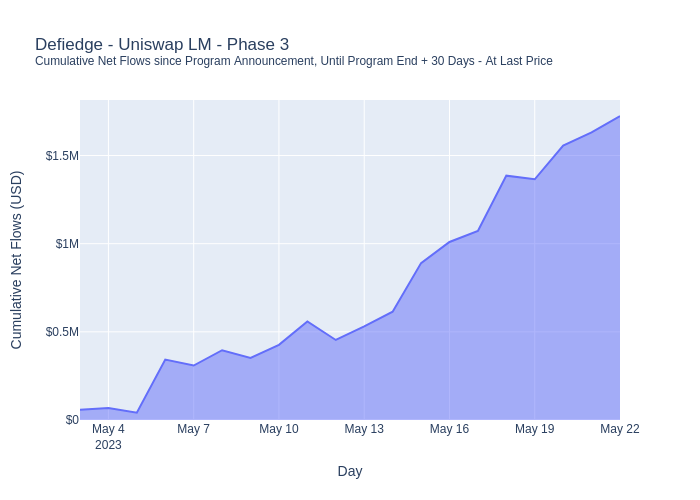 Defiedge - Uniswap LM - Phase 3
Cumulative Net Flows since Program Announcement, Until Program End + 30 Days - At Last Price
Cumulative Net Flows (USD)
$1.5M
$1M
$0.5M
$0
May 4 May 7 May 10 May 13 May 16 May 19 May 22
2023
Day